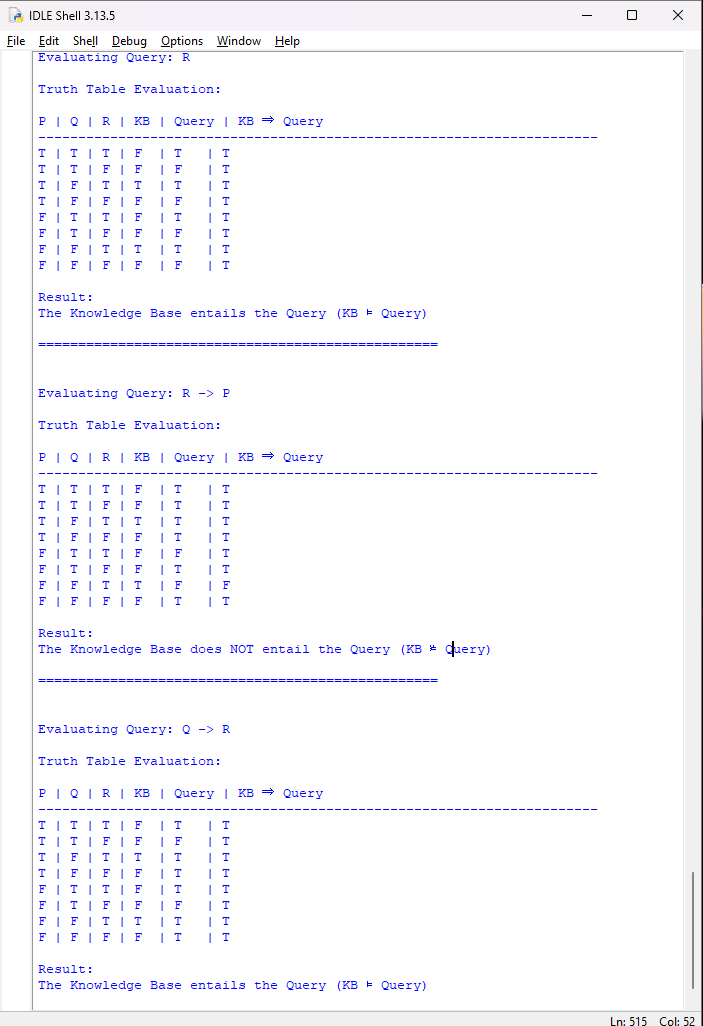 IDLE Shell 3.13.5
File Edit Shell Debug Options Window Help
Evaluating Query: R
Truth Table Evaluation:
P | Q | R | KB | Query | KB ⇒ Query
----------------------------------------------------------------------
T | T | T | F  | T   | T
T | T | F | F  | F   | T
T | F | T | T  | T   | T
T | F | F | F  | F   | T
F | T | T | F  | T   | T
F | T | F | F  | F   | T
F | F | T | T  | T   | T
F | F | F | F  | F   | T
Result:
The Knowledge Base entails the Query (KB ⊨ Query)
==================================================
Evaluating Query: R -> P
Truth Table Evaluation:
P | Q | R | KB | Query | KB ⇒ Query
----------------------------------------------------------------------
T | T | T | F  | T   | T
T | T | F | F  | T   | T
T | F | T | T  | T   | T
T | F | F | F  | T   | T
F | T | T | F  | F   | T
F | T | F | F  | T   | T
F | F | T | T  | F   | F
F | F | F | F  | T   | T
Result:
The Knowledge Base does NOT entail the Query (KB ⊭ Query)
==================================================
Evaluating Query: Q -> R
Truth Table Evaluation:
P | Q | R | KB | Query | KB ⇒ Query
----------------------------------------------------------------------
T | T | T | F  | T   | T
T | T | F | F  | F   | T
T | F | T | T  | T   | T
T | F | F | F  | T   | T
F | T | T | F  | T   | T
F | T | F | F  | F   | T
F | F | T | T  | T   | T
F | F | F | F  | T   | T
Result:
The Knowledge Base entails the Query (KB ⊨ Query)
Ln: 515 Col: 52